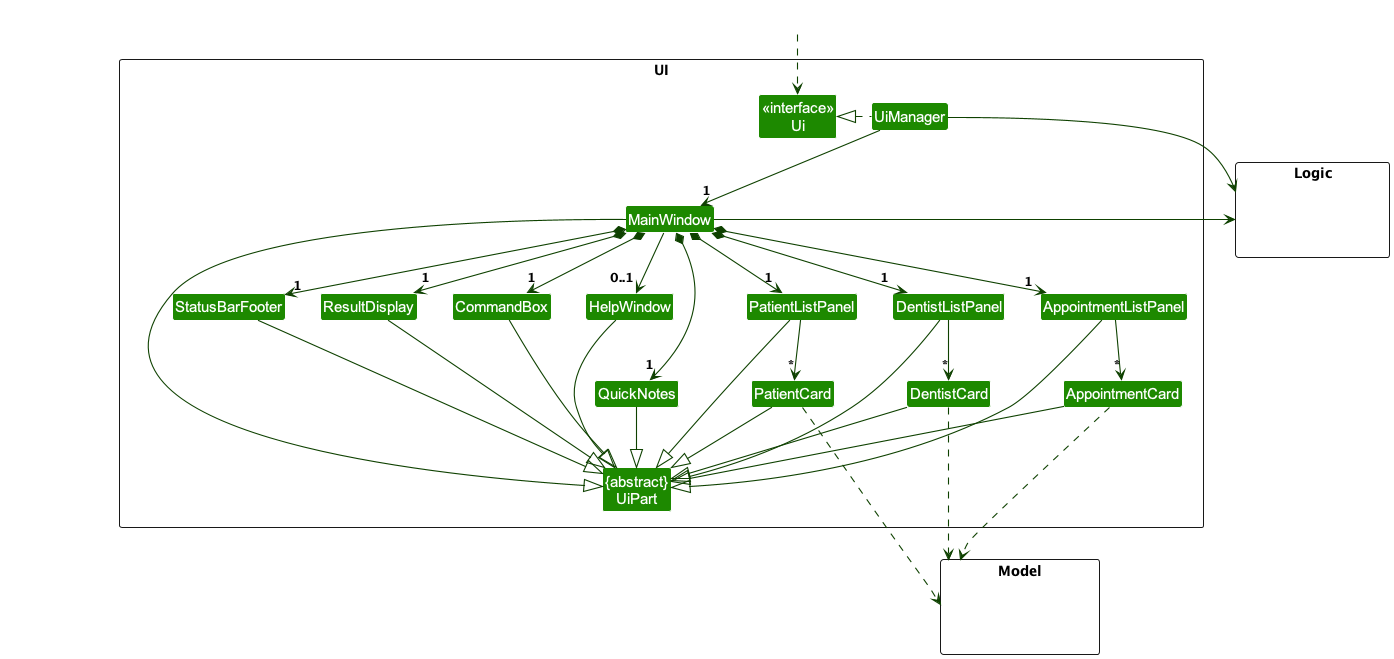 UI
«interface»
Ui
UiManager
Logic
1
MainWindow
1
1
1
0..1
1
1
1
StatusBarFooter
ResultDisplay
CommandBox
HelpWindow
PatientListPanel
DentistListPanel
AppointmentListPanel
1
*
*
*
QuickNotes
PatientCard
DentistCard
AppointmentCard
{abstract}
UiPart
Model